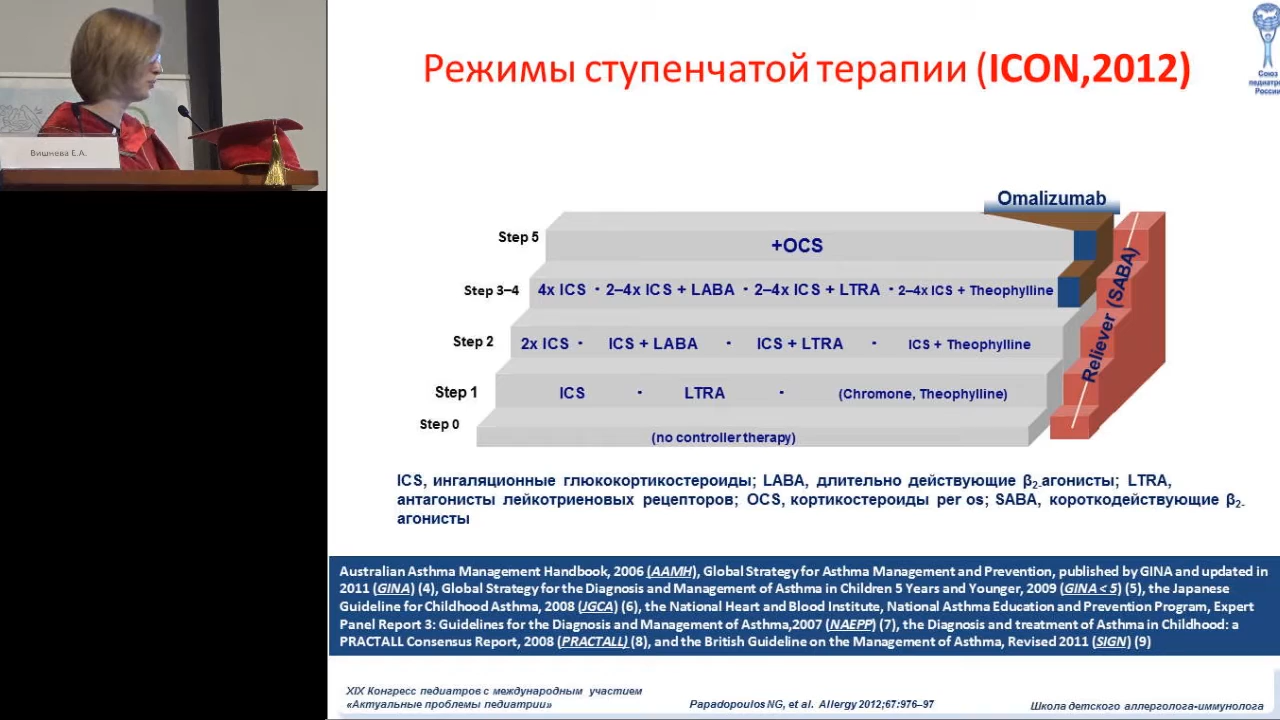 Вишнева Е.А.
Режимы ступенчатой терапии (ICON,2012)
Союз
педиатров
России
Omalizumab
Step 5
+OCS
Step 3–4
4x ICS · 2–4x ICS + LABA · 2–4x ICS + LTRA · 2–4x ICS + Theophylline
Step 2
2x ICS · ICS + LABA · ICS + LTRA · ICS + Theophylline
Step 1
ICS · LTRA · (Chromone, Theophylline)
Step 0
(no controller therapy)
Reliever (SABA)
ICS, ингаляционные глюкокортикостероиды; LABA, длительно действующие β2-агонисты; LTRA,
антагонисты лейкотриеновых рецепторов; OCS, кортикостероиды per os; SABA, короткодействующие β2-
агонисты
Australian Asthma Management Handbook, 2006 (AAMH), Global Strategy for Asthma Management and Prevention, published by GINA and updated in
2011 (GINA) (4), Global Strategy for the Diagnosis and Management of Asthma in Children 5 Years and Younger, 2009 (GINA < 5) (5), the Japanese
Guideline for Childhood Asthma, 2008 (JGCA) (6), the National Heart and Blood Institute, National Asthma Education and Prevention Program, Expert
Panel Report 3: Guidelines for the Diagnosis and Management of Asthma,2007 (NAEPP) (7), the Diagnosis and treatment of Asthma in Childhood: a
PRACTALL Consensus Report, 2008 (PRACTALL) (8), and the British Guideline on the Management of Asthma, Revised 2011 (SIGN) (9)
XIX Конгресс педиатров с международным участием
«Актуальные проблемы педиатрии»
Papadopoulos NG, et al. Allergy 2012;67:976–97
Школа детского аллерголога-иммунолога